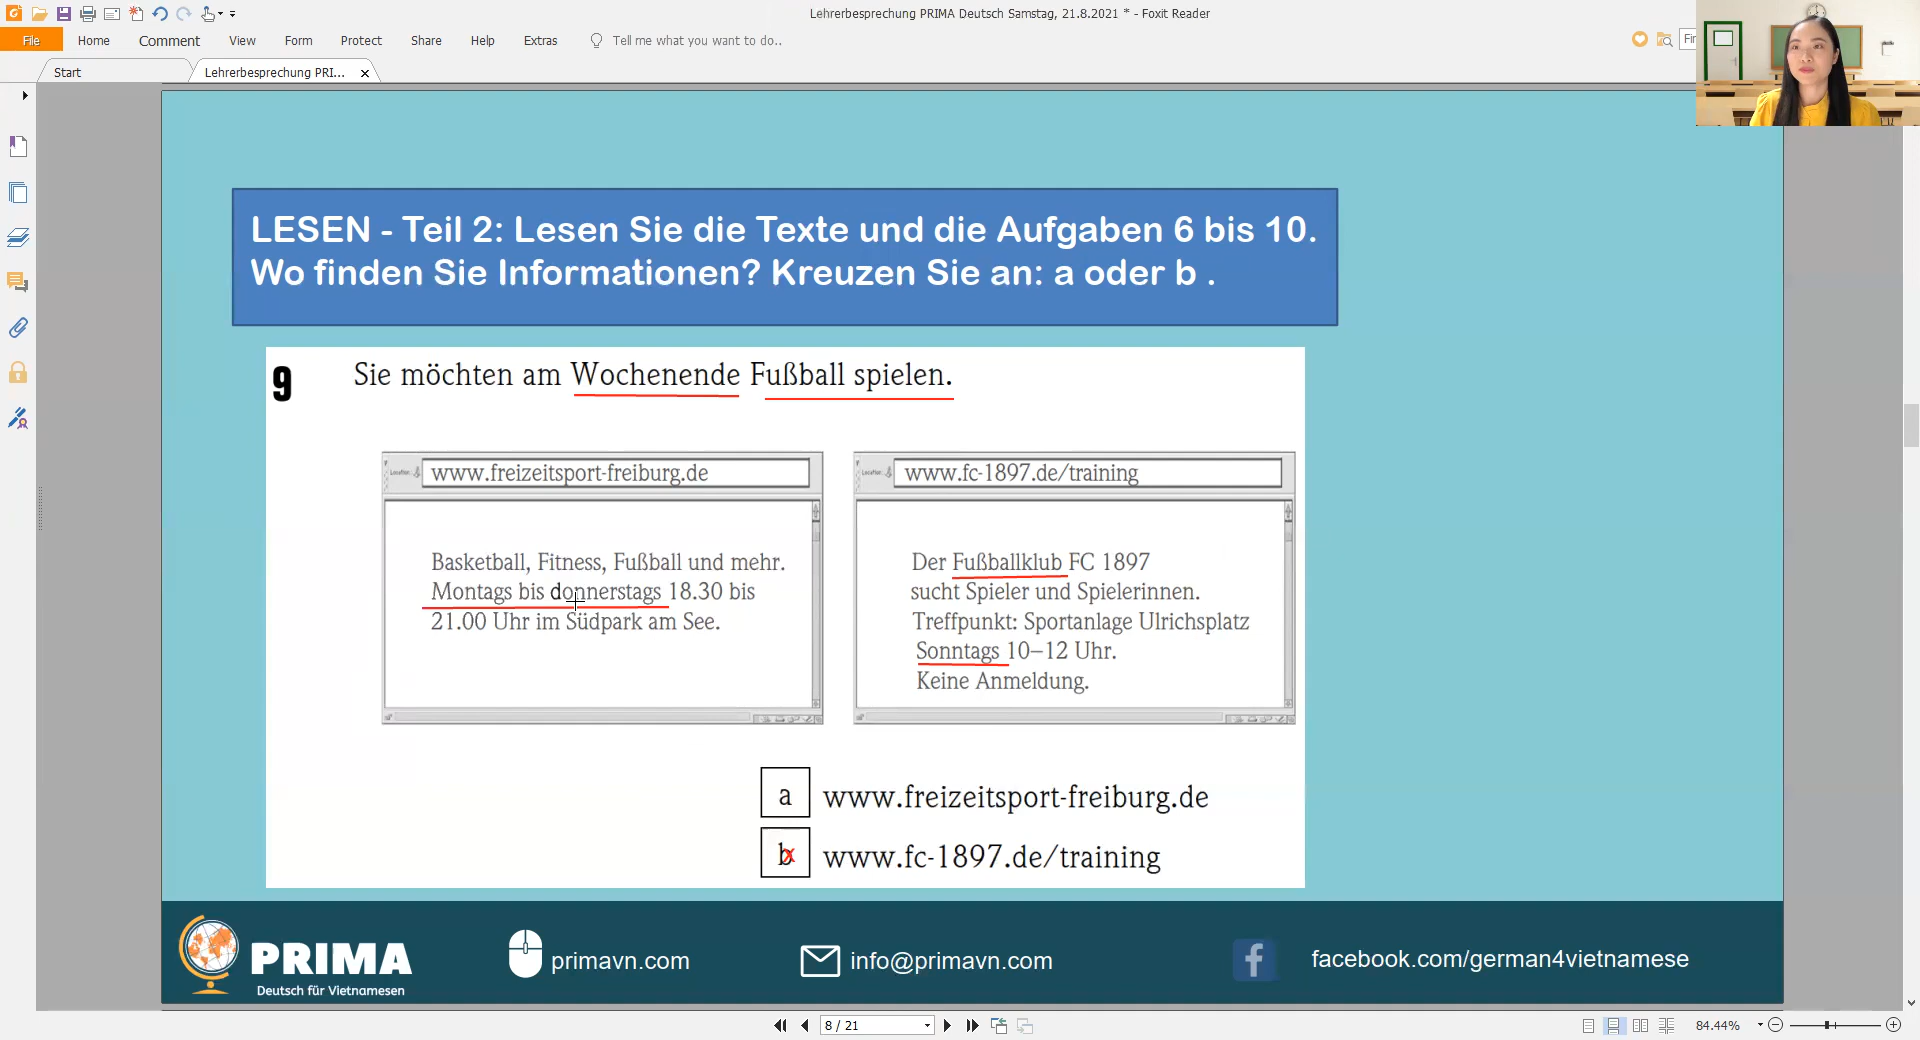 Lehrerbesprechung PRIMA Deutsch Samstag, 21.8.2021 * - Foxit Reader
File Home Comment View Form Protect Share Help Extras Tell me what you want to do..
Start Lehrerbesprechung PRI...
LESEN - Teil 2: Lesen Sie die Texte und die Aufgaben 6 bis 10.
Wo finden Sie Informationen? Kreuzen Sie an: a oder b .
9 Sie möchten am Wochenende Fußball spielen.
Location: www.freizeitsport-freiburg.de
Basketball, Fitness, Fußball und mehr.
Montags bis donnerstags 18.30 bis
21.00 Uhr im Südpark am See.
Location: www.fc-1897.de/training
Der Fußballklub FC 1897
sucht Spieler und Spielerinnen.
Treffpunkt: Sportanlage Ulrichsplatz
Sonntags 10–12 Uhr.
Keine Anmeldung.
a www.freizeitsport-freiburg.de
b x www.fc-1897.de/training
PRIMA
Deutsch für Vietnamesen
primavn.com
info@primavn.com
facebook.com/german4vietnamese
8 / 21
84.44%